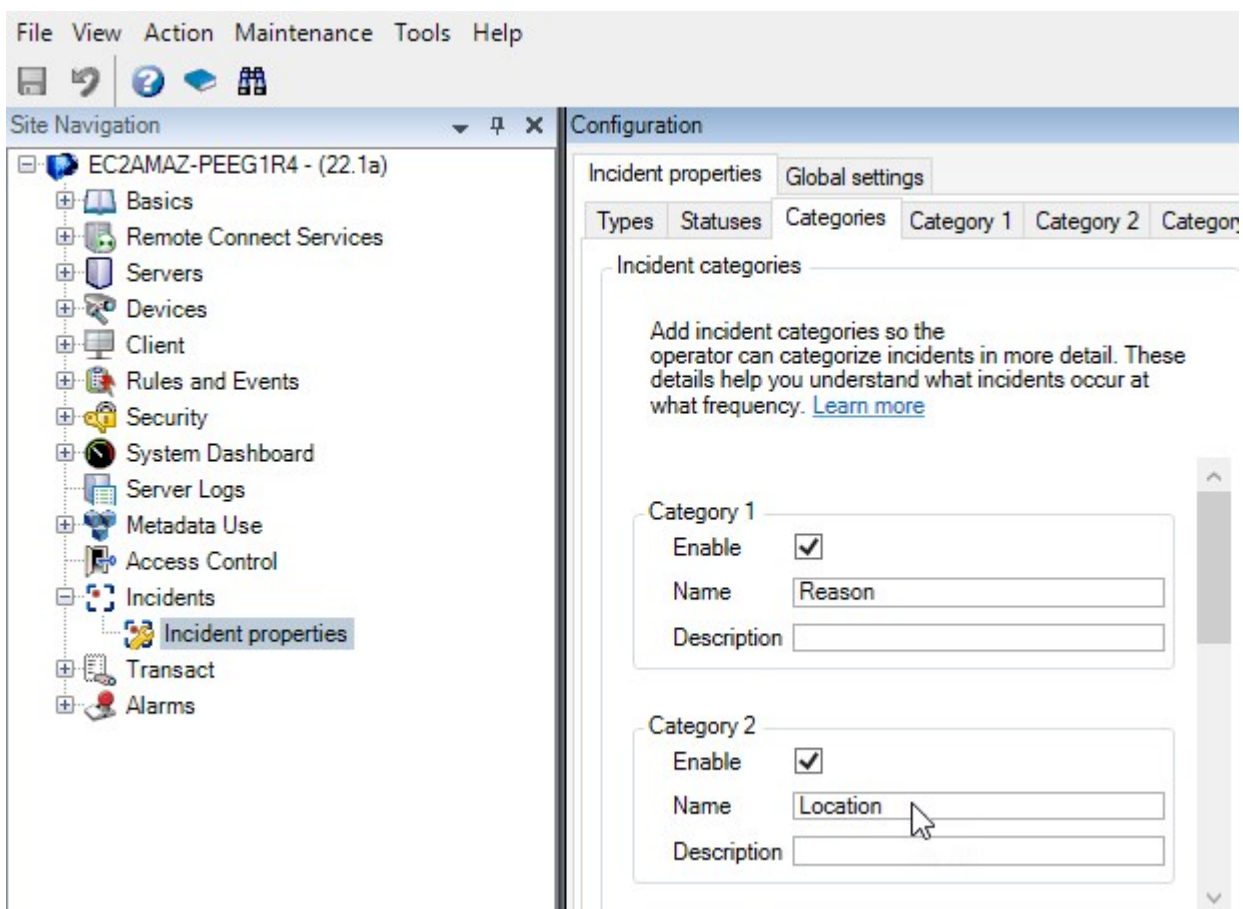 File View Action Maintenance Tools Help
Site Navigation
EC2AMAZ-PEEG1R4 - (22.1a)
Basics
Remote Connect Services
Servers
Devices
Client
Rules and Events
Security
System Dashboard
Server Logs
Metadata Use
Access Control
Incidents
Incident properties
Transact
Alarms
Configuration
Incident properties Global settings
Types Statuses Categories Category 1 Category 2 Category
Incident categories
Add incident categories so the
operator can categorize incidents in more detail. These
details help you understand what incidents occur at
what frequency. Learn more
Category 1
Enable
Name Reason
Description
Category 2
Enable
Name Location
Description